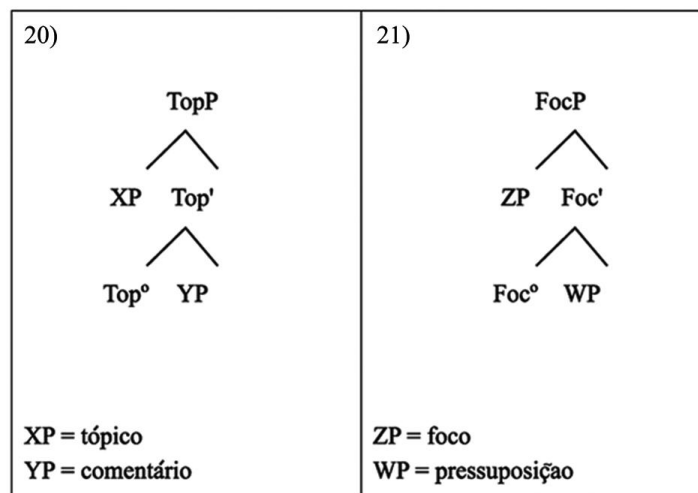 20)
TopP
XP Top'
Topº YP
XP = tópico
YP = comentário
21)
FocP
ZP Foc'
Focº WP
ZP = foco
WP = pressuposiçao